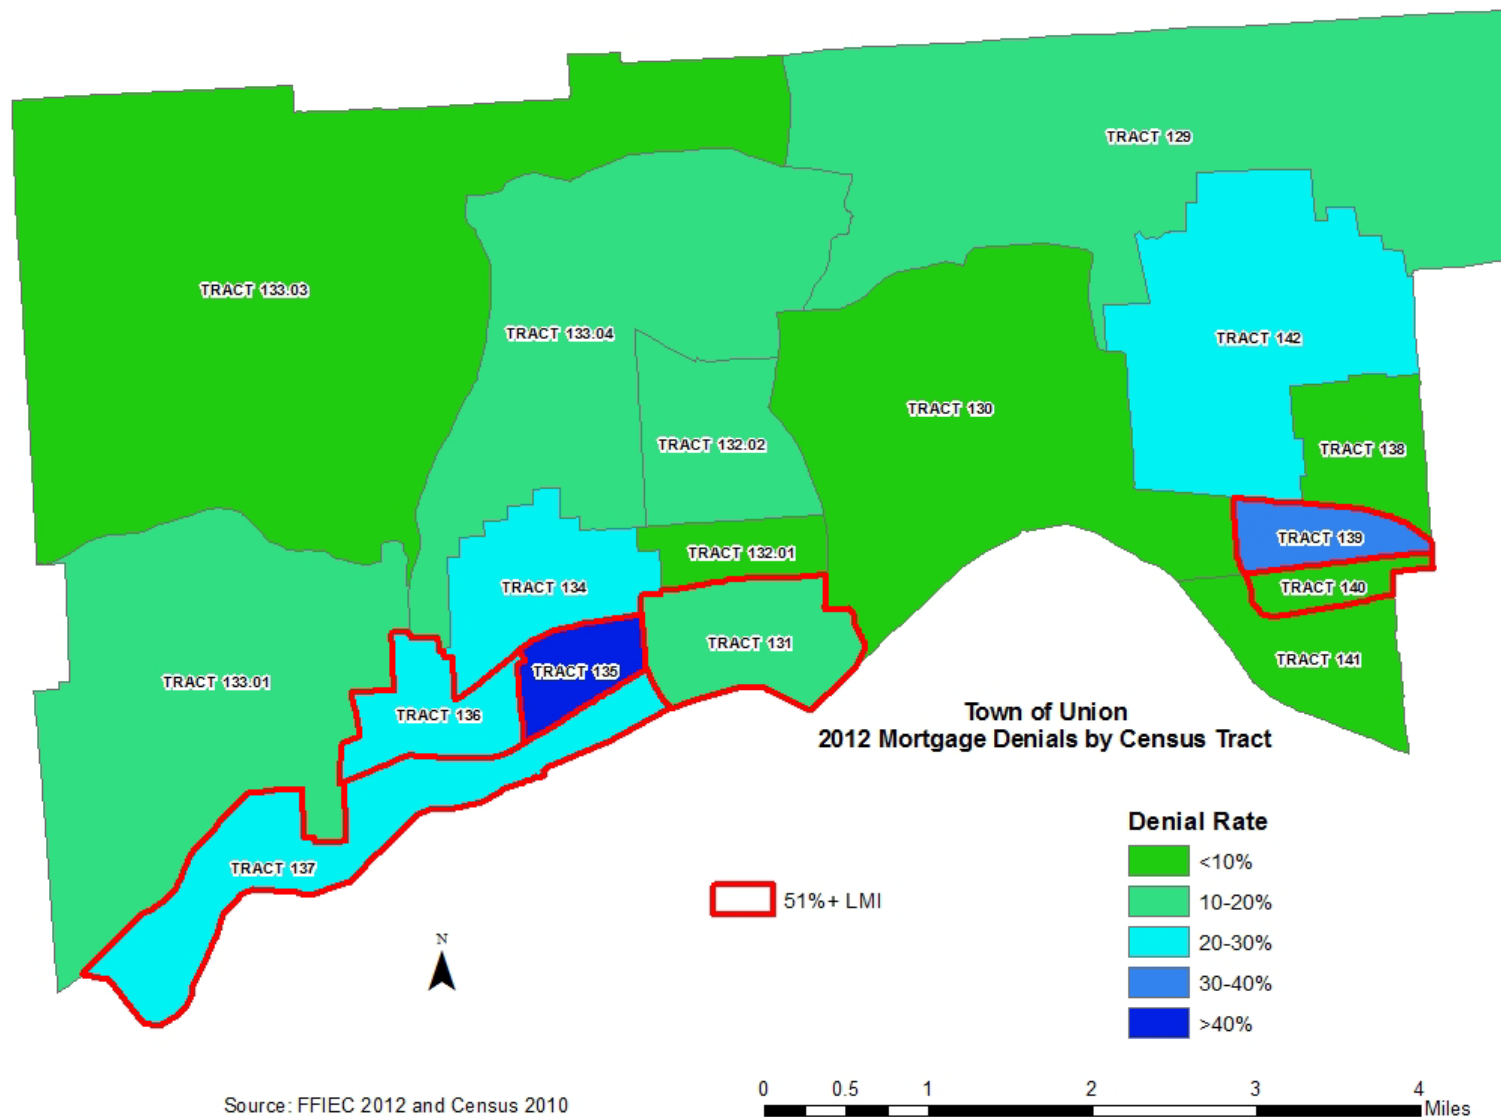 TRACT 129
TRACT 133.03
TRACT 133.04
TRACT 142
TRACT 130
TRACT 132.02
TRACT 138
TRACT 139
TRACT 132.01
TRACT 134
TRACT 140
TRACT 131
TRACT 141
TRACT 135
TRACT 133.01
TRACT 136
TRACT 137
Town of Union
2012 Mortgage Denials by Census Tract
Denial Rate
<10%
10-20%
20-30%
30-40%
>40%
51%+ LMI
N
0 0.5 1 2 3 4
Miles
Source: FFIEC 2012 and Census 2010